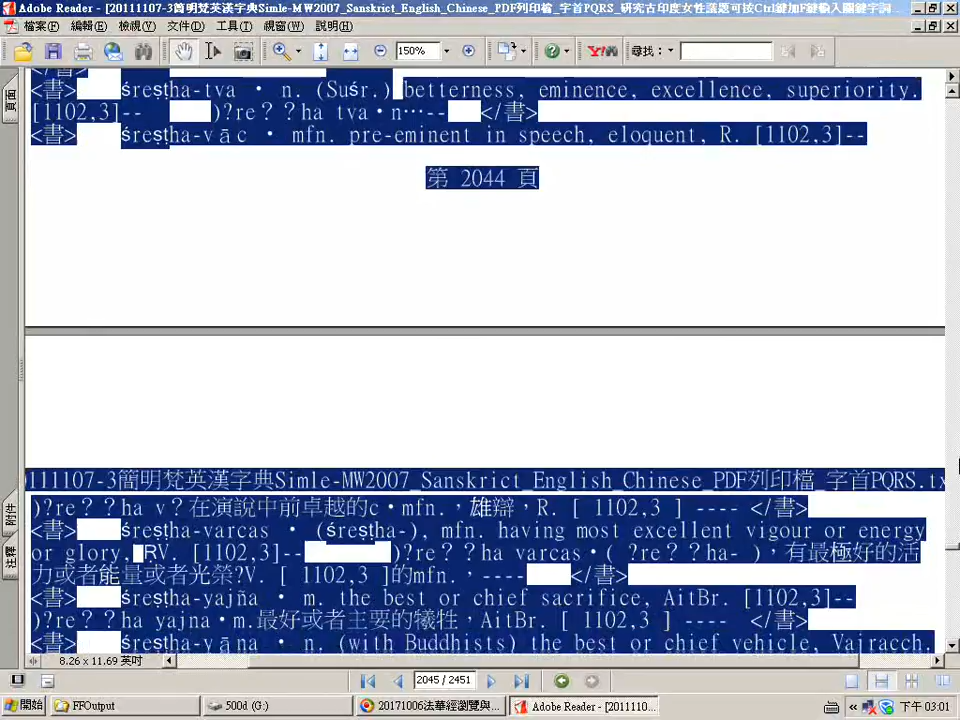 Adobe Reader - [20111107-3簡明梵英漢字典Simle-MW2007_Sanskrict_English_Chinese_PDF列印檔_字首PQRS_研究古印度女性議題可按Ctrl鍵加F鍵輸入關鍵字詞
檔案(F) 編輯(E) 檢視(V) 文件(D) 工具(T) 視窗(W) 說明(H)
150% Y! 尋找：
頁面
</書>
<書> śreṣṭha-tva • n. (Suśr.) betterness, eminence, excellence, superiority.
[1102,3]-- )?re？？ha tva•n…-- </書>
<書> śreṣṭha-vāc • mfn. pre-eminent in speech, eloquent, R. [1102,3]--
第 2044 頁
0111107-3簡明梵英漢字典Simle-MW2007_Sanskrict_English_Chinese_PDF列印檔_字首PQRS.tx
)?re？？ha v？在演說中前卓越的c•mfn.，雄辯，R. [ 1102,3 ] ---- </書>
<書> śreṣṭha-varcas • (śreṣṭha-), mfn. having most excellent vigour or energy
or glory, RV. [1102,3]-- )?re？？ha varcas•( ?re？？ha- )，有最極好的活
力或者能量或者光榮?V. [ 1102,3 ]的mfn.，---- </書>
<書> śreṣṭha-yajña • m. the best or chief sacrifice, AitBr. [1102,3]--
)?re？？ha yajna•m.最好或者主要的犧牲，AitBr. [ 1102,3 ] ---- </書>
<書> śreṣṭha-yāna • n. (with Buddhists) the best or chief vehicle, Vajracch.
附件
注釋
8.26 x 11.69 英吋
2045 / 2451
開始 FFOutput 500d (G:) 20171006法華經瀏覽與... Adobe Reader - [2011110... 下午 03:01